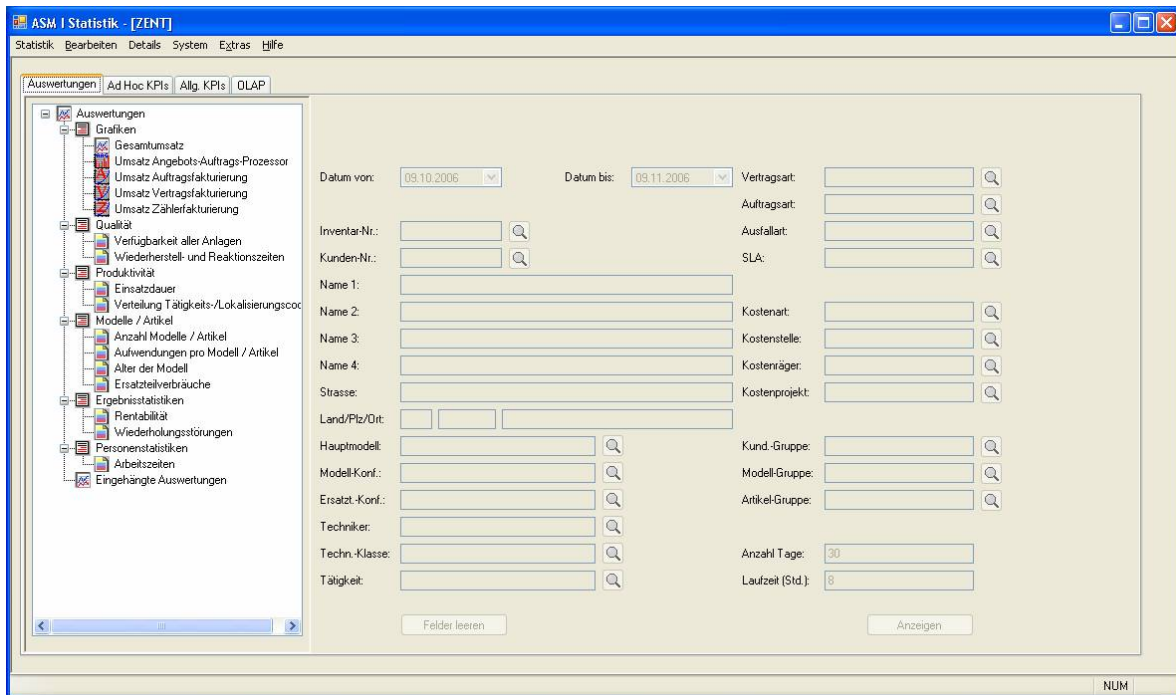 ASM I Statistik - [ZENT]
Statistik Bearbeiten Details System Extras Hilfe
Auswertungen Ad Hoc KPIs Allg. KPIs OLAP
Auswertungen
Grafiken
Gesamtumsatz
Umsatz Angebots-Auftrags-Prozessor
Umsatz Auftragsfakturierung
Umsatz Vertragsfakturierung
Umsatz Zählerfakturierung
Qualität
Verfügbarkeit aller Anlagen
Wiederherstell- und Reaktionszeiten
Produktivität
Einsatzdauer
Verteilung Tätigkeits-/Lokalisierungscoc
Modelle / Artikel
Anzahl Modelle / Artikel
Aufwendungen pro Modell / Artikel
Alter der Modell
Ersatzteilverbräuche
Ergebnisstatistiken
Rentabilität
Wiederholungsstörungen
Personenstatistiken
Arbeitszeiten
Eingehängte Auswertungen
Datum von: 09.10.2006 Datum bis: 09.11.2006 Vertragsart:
Auftragsart:
Inventar-Nr.: Ausfallart:
Kunden-Nr.: SLA:
Name 1:
Name 2: Kostenart:
Name 3: Kostenstelle:
Name 4: Kostenräger:
Strasse: Kostenprojekt:
Land/Plz/Ort:
Hauptmodell: Kund.-Gruppe:
Modell-Konf.: Modell-Gruppe:
Ersatzt.-Konf.: Artikel-Gruppe:
Techniker:
Techn.-Klasse: Anzahl Tage: 30
Tätigkeit: Laufzeit (Std.): 8
Felder leeren Anzeigen
NUM